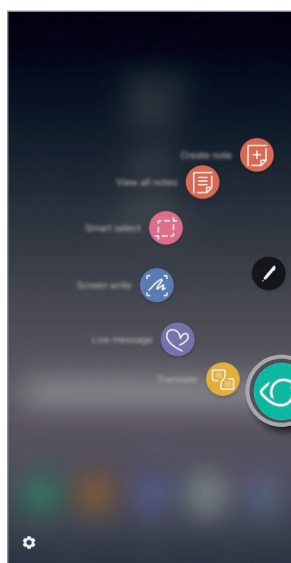 Create note
View all notes
Smart select
Screen write
Live message
Translate